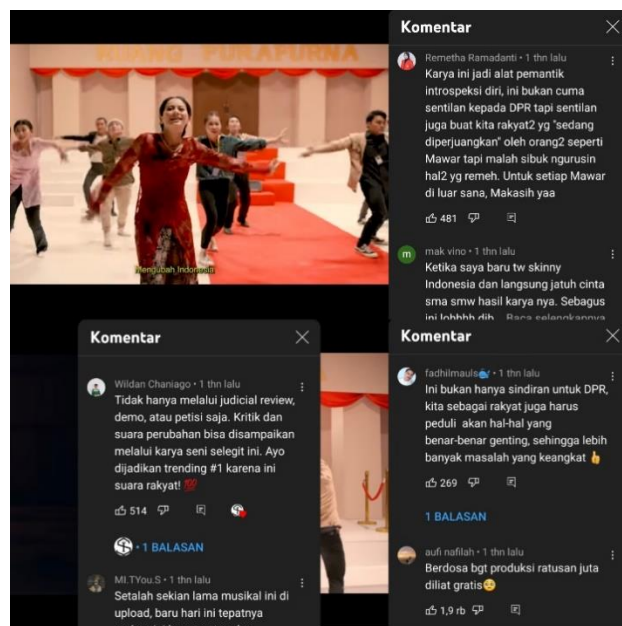 RUANG PURAPURNA
Mengubah Indonesia
Komentar
Remetha Ramadanti • 1 thn lalu
Karya ini jadi alat pemantik
introspeksi diri, ini bukan cuma
sentilan kepada DPR tapi sentilan
juga buat kita rakyat2 yg "sedang
diperjuangkan" oleh orang2 seperti
Mawar tapi malah sibuk ngurusin
hal2 yg remeh. Untuk setiap Mawar
di luar sana, Makasih yaa
481
m
mak vino • 1 thn lalu
Ketika saya baru tw skinny
Indonesia dan langsung jatuh cinta
sma smw hasil karya nya. Sebagus
ini lohhhh dib... Baca selengkapnya
Komentar
Wildan Chaniago • 1 thn lalu
Tidak hanya melalui judicial review,
demo, atau petisi saja. Kritik dan
suara perubahan bisa disampaikan
melalui karya seni selegit ini. Ayo
dijadikan trending #1 karena ini
suara rakyat! 💯
514
• 1 BALASAN
MI.TYou.S • 1 thn lalu
Setalah sekian lama musikal ini di
upload, baru hari ini tepatnya
Komentar
fadhilmauls🐳 • 1 thn lalu
Ini bukan hanya sindiran untuk DPR,
kita sebagai rakyat juga harus
peduli akan hal-hal yang
benar-benar genting, sehingga lebih
banyak masalah yang keangkat 👆
269
1 BALASAN
aufi nafilah • 1 thn lalu
Berdosa bgt produksi ratusan juta
diliat gratis🥺
1,9 rb